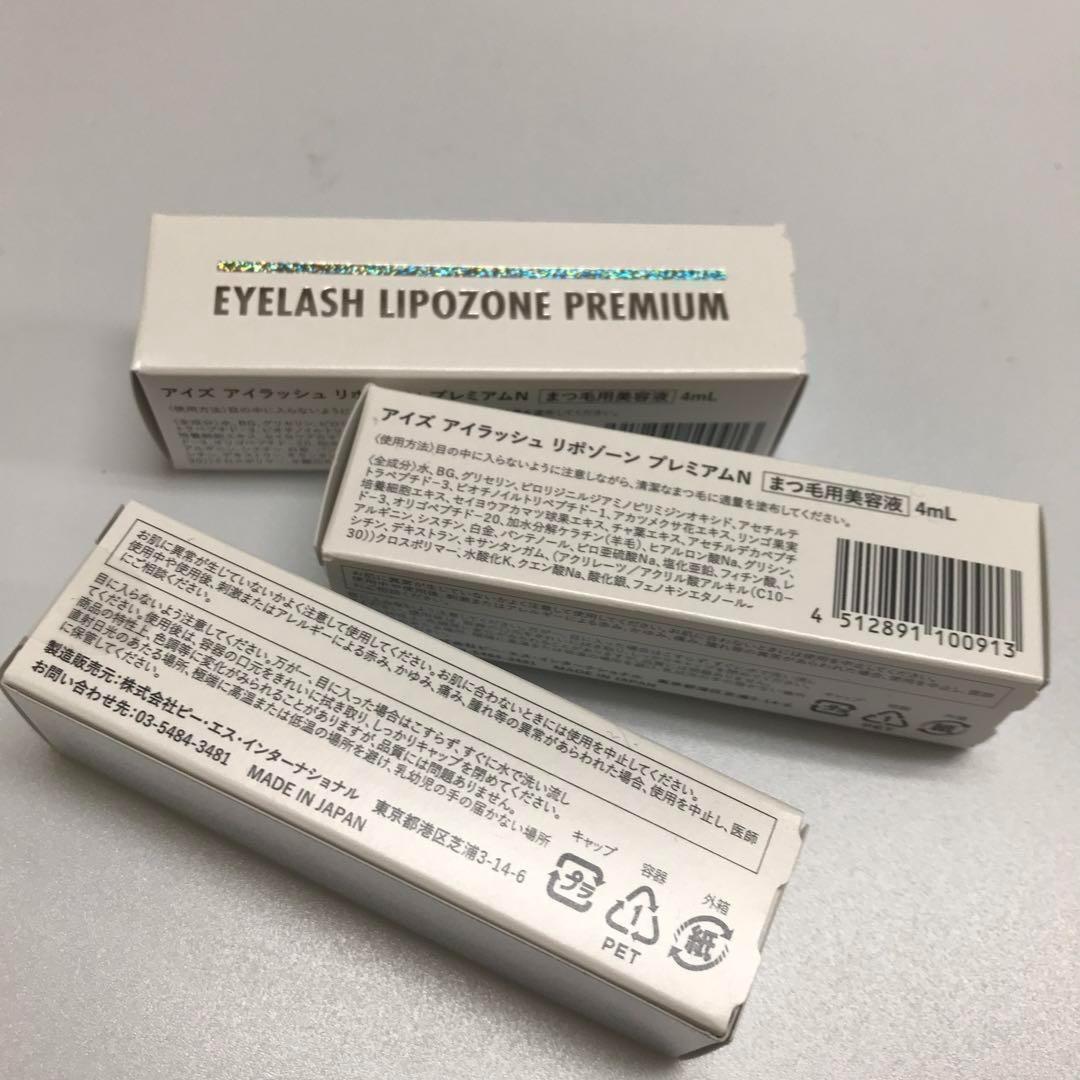 EYELASH LIPOZONE PREMIUM
アイズ アイラッシュ リポ プレミアムN まつ毛用美容液 4mL
アイズ アイラッシュ リポゾーン プレミアムN まつ毛用美容液 4mL
〈使用方法〉目の中に入らないように注意しながら、清潔なまつ毛に適量を塗布してください。
〈全成分〉水、BG、グリセリン、ピロリジニルジアミノピリミジンオキシド、アセチルテ
トラペプチド-3、ビオチノイルトリペプチド-1、アカツメクサ花エキス、リンゴ果実
培養細胞エキス、セイヨウアカマツ球果エキス、チャ葉エキス、アセチルデカペプチ
ド-3、オリゴペプチド-20、加水分解ケラチン(羊毛)、ヒアルロン酸Na、グリシン、
アルギニン、シスチン、白金、パンテノール、ピロ亜硫酸Na、塩化亜鉛、フィチン酸、レ
シチン、デキストラン、キサンタンガム、(アクリレーツ/アクリル酸アルキル(C10-
30))クロスポリマー、水酸化K、クエン酸Na、酸化銀、フェノキシエタノール
4 512891 100913
お肌に異常が生じていないかよく注意して使用してください。お肌に合わないときには使用を中止してください。
使用中や使用後、刺激またはアレルギーによる赤み、かゆみ、痛み、腫れ等の異常があらわれた場合、使用を中止し、医師
にご相談ください。
目に入らないよう注意してください。万が一、目に入った場合はこすらず、すぐに水で洗い流し
てください。使用後は、容器の口元をきれいに拭き取り、しっかりキャップを閉めてください。
商品の特性上、色調等に変化がみられることがありますが、品質には問題ありません。
直射日光のあたる場所、極端に高温または低温の場所を避け、乳幼児の手の届かない場所
に保管してください。
製造販売元：株式会社ビー・エス・インターナショナル 東京都港区芝浦3-14-6
お問い合わせ先：03-5484-3481 MADE IN JAPAN
キャップ 容器 外箱
プラ 1 紙
PET